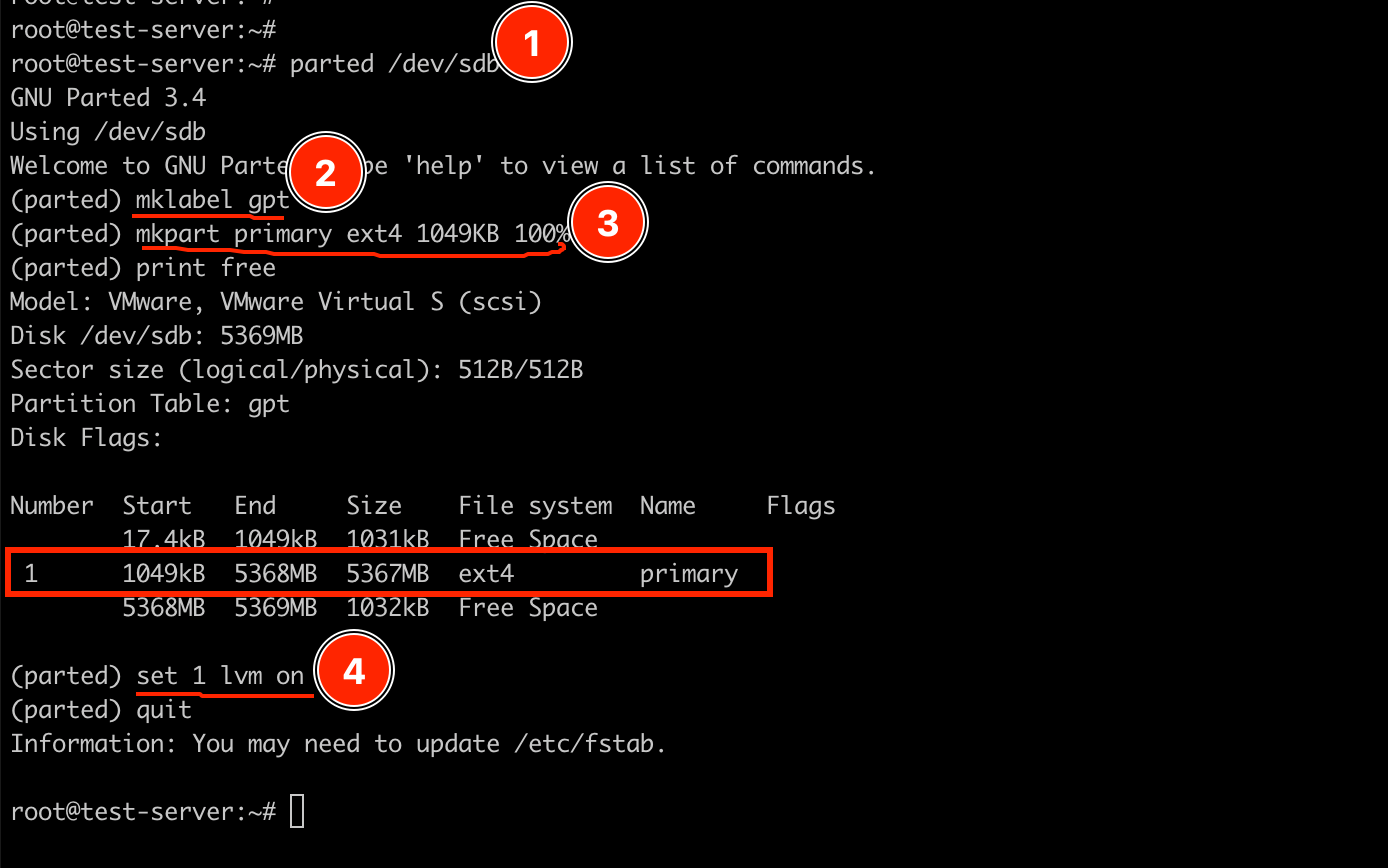 root@test-server:~#
root@test-server:~#
root@test-server:~# parted /dev/sdb
1
GNU Parted 3.4
Using /dev/sdb
Welcome to GNU Parte 'help' to view a list of commands.
2
(parted) mklabel gpt
(parted) mkpart primary ext4 1049KB 100%
3
(parted) print free
Model: VMware, VMware Virtual S (scsi)
Disk /dev/sdb: 5369MB
Sector size (logical/physical): 512B/512B
Partition Table: gpt
Disk Flags:
Number Start End Size File system Name Flags
17.4kB 1049kB 1031kB Free Space
1 1049kB 5368MB 5367MB ext4 primary
5368MB 5369MB 1032kB Free Space
(parted) set 1 lvm on
4
(parted) quit
Information: You may need to update /etc/fstab.
root@test-server:~#